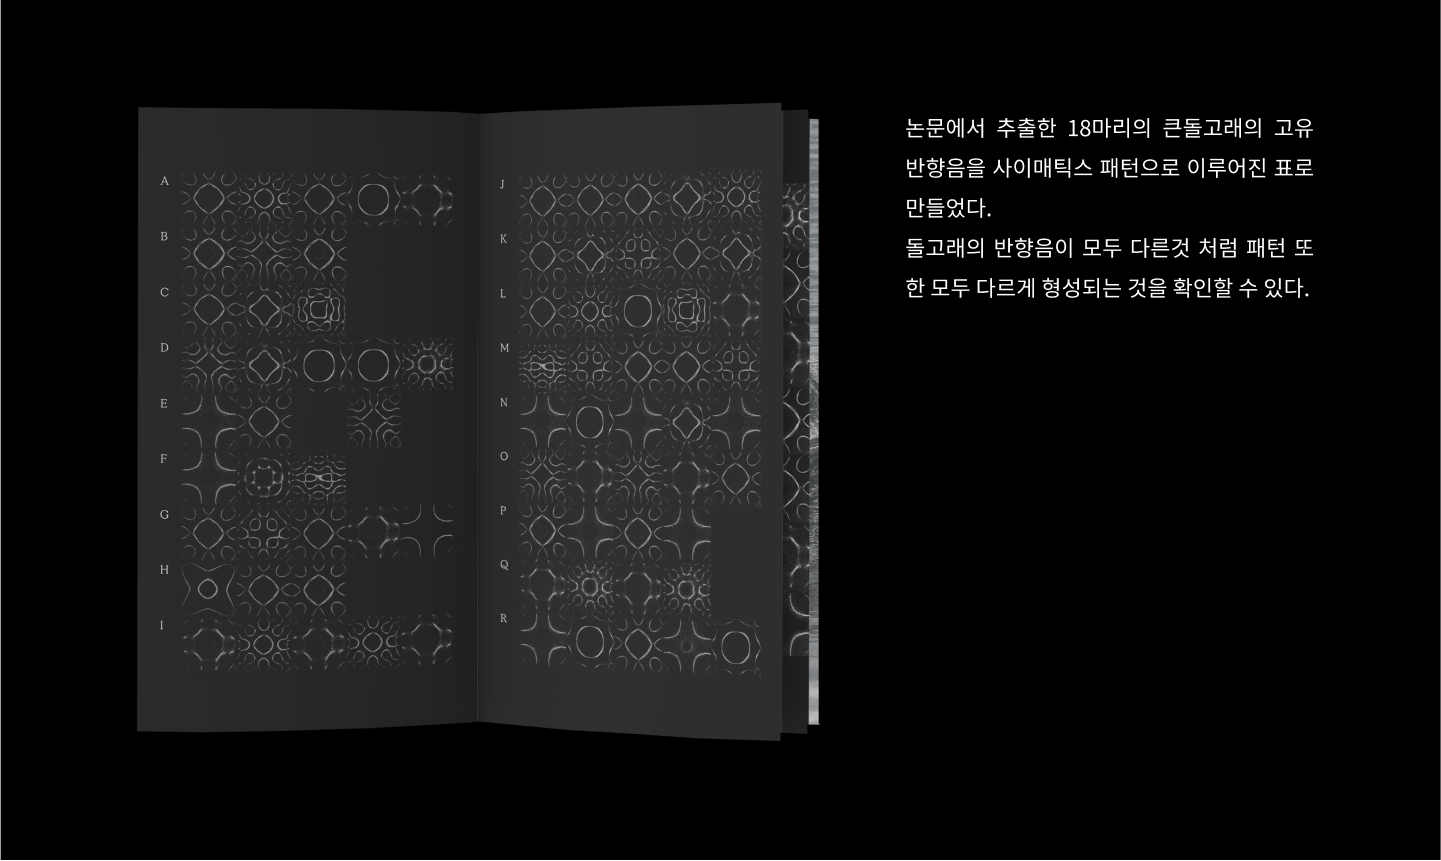 A
B
C
D
E
F
G
H
I
J
K
L
M
N
O
P
Q
R
논문에서 추출한 18마리의 큰돌고래의 고유
반향음을 사이매틱스 패턴으로 이루어진 표로
만들었다.
돌고래의 반향음이 모두 다른것 처럼 패턴 또
한 모두 다르게 형성되는 것을 확인할 수 있다.